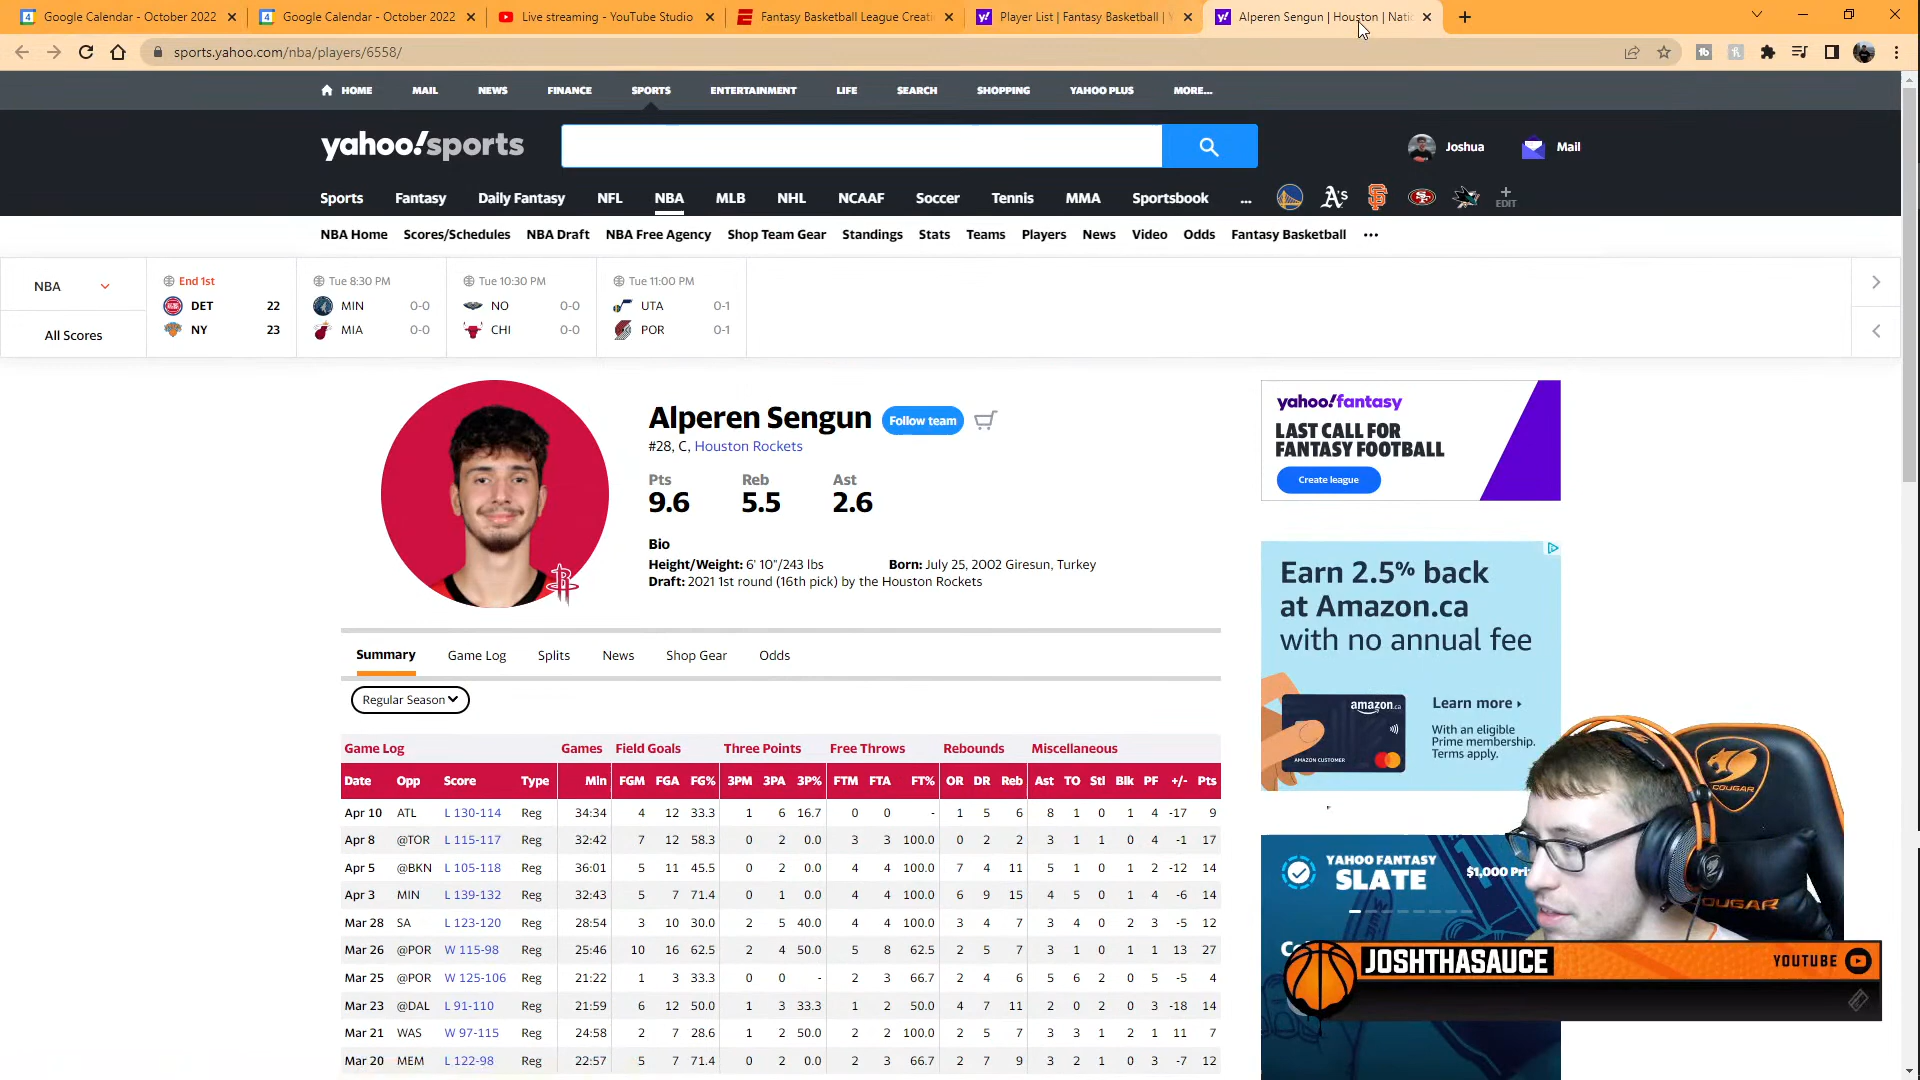 Google Calendar - October 2022
Google Calendar - October 2022
Live streaming - YouTube Studio
Fantasy Basketball League Creati
Player List | Fantasy Basketball |
Alperen Sengun | Houston | Nati
sports.yahoo.com/nba/players/6558/
HOME MAIL NEWS FINANCE SPORTS ENTERTAINMENT LIFE SEARCH SHOPPING YAHOO PLUS MORE...
yahoo!sports
Joshua Mail
Sports Fantasy Daily Fantasy NFL NBA MLB NHL NCAAF Soccer Tennis MMA Sportsbook ... EDIT
NBA Home Scores/Schedules NBA Draft NBA Free Agency Shop Team Gear Standings Stats Teams Players News Video Odds Fantasy Basketball ...
NBA
All Scores
End 1st
DET 22
NY 23
Tue 8:30 PM
MIN 0-0
MIA 0-0
Tue 10:30 PM
NO 0-0
CHI 0-0
Tue 11:00 PM
UTA 0-1
POR 0-1
Alperen Sengun Follow team
#28, C, Houston Rockets
Pts Reb Ast
9.6 5.5 2.6
Bio
Height/Weight: 6' 10"/243 lbs Born: July 25, 2002 Giresun, Turkey
Draft: 2021 1st round (16th pick) by the Houston Rockets
yahoo!fantasy
LAST CALL FOR
FANTASY FOOTBALL
Create league
Earn 2.5% back
at Amazon.ca
with no annual fee
amazon.ca
AMAZON CUSTOMER
Learn more ›
With an eligible
Prime membership.
Terms apply.
Summary Game Log Splits News Shop Gear Odds
Regular Season
Game Log Games Field Goals Three Points Free Throws Rebounds Miscellaneous
Date Opp Score Type Min FGM FGA FG% 3PM 3PA 3P% FTM FTA FT% OR DR Reb Ast TO Stl Blk PF +/- Pts
Apr 10 ATL L 130-114 Reg 34:34 4 12 33.3 1 6 16.7 0 0 - 1 5 6 8 1 0 1 4 -17 9
Apr 8 @TOR L 115-117 Reg 32:42 7 12 58.3 0 2 0.0 3 3 100.0 0 2 2 3 1 1 0 4 -1 17
Apr 5 @BKN L 105-118 Reg 36:01 5 11 45.5 0 2 0.0 4 4 100.0 7 4 11 5 1 0 1 2 -12 14
Apr 3 MIN L 139-132 Reg 32:43 5 7 71.4 0 1 0.0 4 4 100.0 6 9 15 4 5 0 1 4 -6 14
Mar 28 SA L 123-120 Reg 28:54 3 10 30.0 2 5 40.0 4 4 100.0 3 4 7 3 4 0 2 3 -5 12
Mar 26 @POR W 115-98 Reg 25:46 10 16 62.5 2 4 50.0 5 8 62.5 2 5 7 3 1 0 1 1 13 27
Mar 25 @POR W 125-106 Reg 21:22 1 3 33.3 0 0 - 2 3 66.7 2 4 6 5 6 2 0 5 -5 4
Mar 23 @DAL L 91-110 Reg 21:59 6 12 50.0 1 3 33.3 1 2 50.0 4 7 11 2 0 2 0 3 -18 14
Mar 21 WAS W 97-115 Reg 24:58 2 7 28.6 1 2 50.0 2 2 100.0 2 5 7 3 3 1 2 1 11 7
Mar 20 MEM L 122-98 Reg 22:57 5 7 71.4 0 2 0.0 2 3 66.7 2 7 9 3 2 1 0 3 -7 12
YAHOO FANTASY
SLATE
$1,000 Pri
COUGAR
COUGAR
JOSHTHASAUCE
YOUTUBE